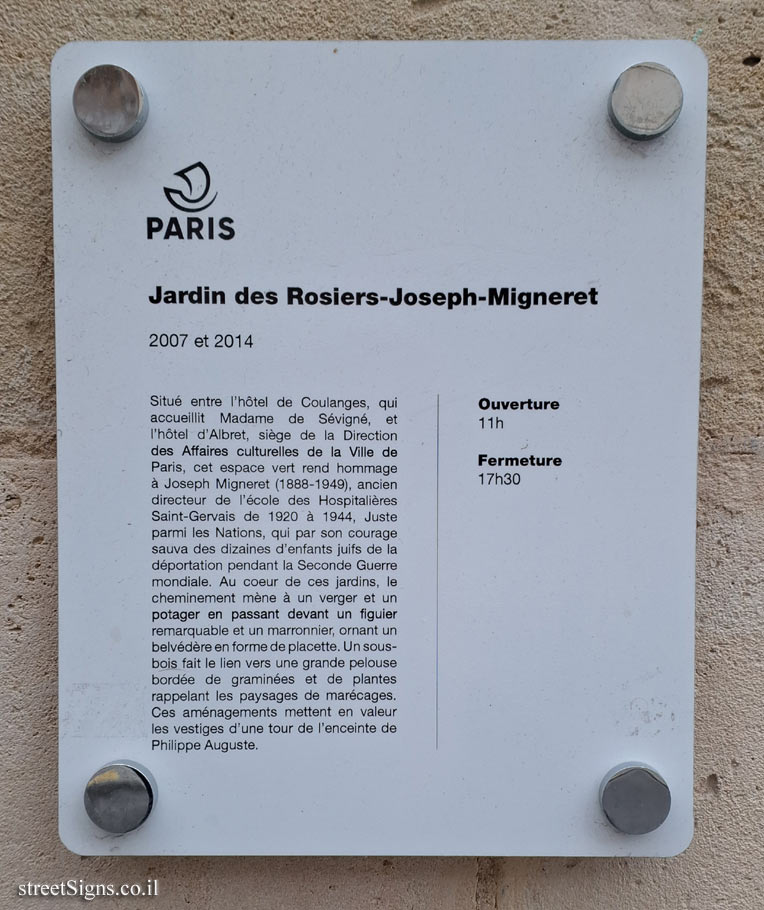 PARIS
Jardin des Rosiers-Joseph-Migneret
2007 et 2014
Situé entre l'hôtel de Coulanges, qui
accueillit Madame de Sévigné, et
l'hôtel d'Albret, siège de la Direction
des Affaires culturelles de la Ville de
Paris, cet espace vert rend hommage
à Joseph Migneret (1888-1949), ancien
directeur de l'école des Hospitalières
Saint-Gervais de 1920 à 1944, Juste
parmi les Nations, qui par son courage
sauva des dizaines d'enfants juifs de la
déportation pendant la Seconde Guerre
mondiale. Au coeur de ces jardins, le
cheminement mène à un verger et un
potager en passant devant un figuier
remarquable et un marronnier, ornant un
belvédère en forme de placette. Un sous-
bois fait le lien vers une grande pelouse
bordée de graminées et de plantes
rappelant les paysages de marécages.
Ces aménagements mettent en valeur
les vestiges d'une tour de l'enceinte de
Philippe Auguste.
Ouverture
11h
Fermeture
17h30
streetSigns.co.il